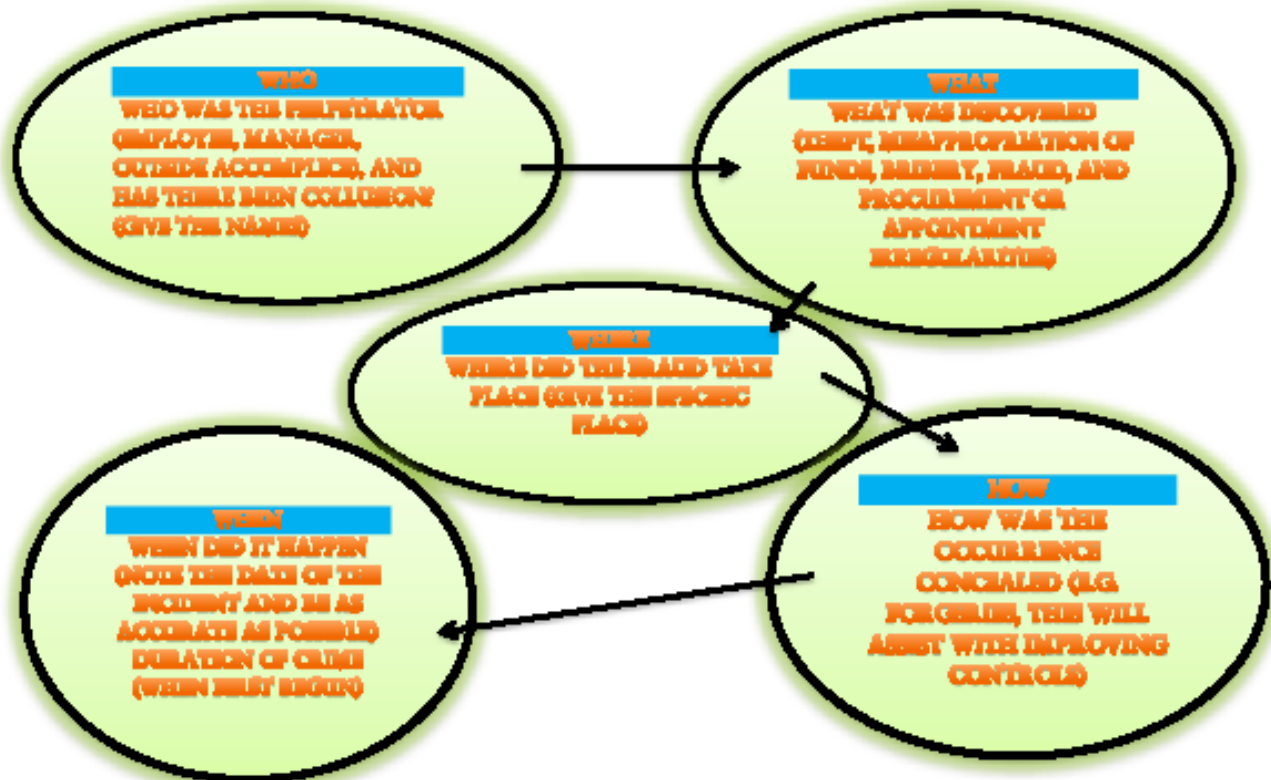 WHO
WHO WAS THE PERPETRATOR
(EMPLOYEE, MANAGER,
OUTSIDE ACCOMPLICE), AND
HAS THERE BEEN COLLUSION?
(GIVE THE NAMES)
WHAT
WHAT WAS DISCOVERED
(THEFT, MISAPPROPRIATION OF
FUNDS, BRIBERY, FRAUD, AND
PROCUREMENT OR
APPOINTMENT
IRREGULARITIES)
WHERE
WHERE DID THE FRAUD TAKE
PLACE (GIVE THE SPECIFIC
PLACE)
HOW
HOW WAS THE
OCCURRENCE
CONCEALED (E.G.
FORGERIES, THIS WILL
ASSIST WITH IMPROVING
CONTROLS)
WHEN
WHEN DID IT HAPPEN
(NOTE THE DATE OF THE
INCIDENT AND BE AS
ACCURATE AS POSSIBLE)
DURATION OF CRIME
(WHEN FIRST BEGUN)